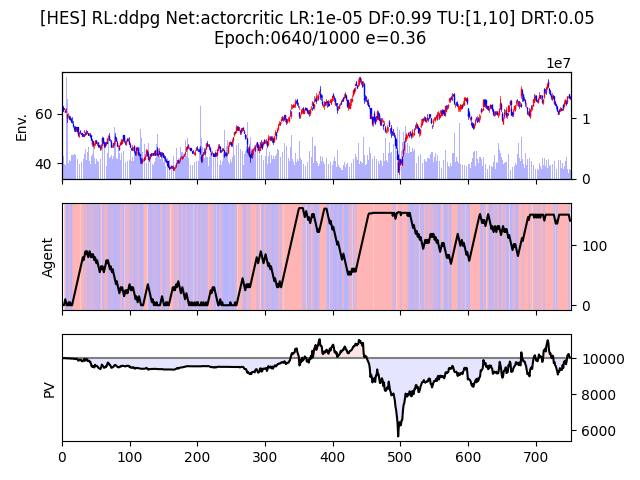 [HES] RL:ddpg Net:actorcritic LR:1e-05 DF:0.99 TU:[1,10] DRT:0.05
Epoch:0640/1000 e=0.36
1e7
Env.
60
40
1
0
Agent
100
0
PV
10000
8000
6000
0 100 200 300 400 500 600 700